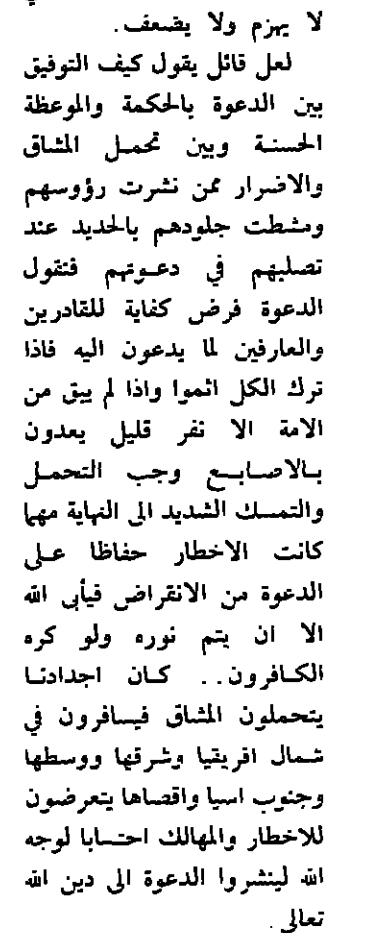 لا يهزم ولا يضعف.
لعل قائل يقول كيف التوفيق
بين الدعوة بالحكمة والموعظة
الحسنة وبين تحمل المشاق
والاضرار ممن نشرت رؤوسهم
ومشطت جلودهم بالحديد عند
تصلبهم في دعوتهم فتقول
الدعوة فرض كفاية للقادرين
والعارفين لما يدعون اليه فاذا
ترك الكل اثموا واذا لم يبق من
الامة الا نفر قليل يعدون
بالاصابع وجب التحمل
والتمسك الشديد الى النهاية مهما
كانت الاخطار حفاظا على
الدعوة من الانقراض فيأبى الله
الا ان يتم نوره ولو كره
الكافرون.. كان اجدادنا
يتحملون المشاق فيسافرون في
شمال افريقيا وشرقها ووسطها
وجنوب اسيا واقصاها يتعرضون
للاخطار والمهالك احتسابا لوجه
الله لينشروا الدعوة الى دين الله
تعالى.